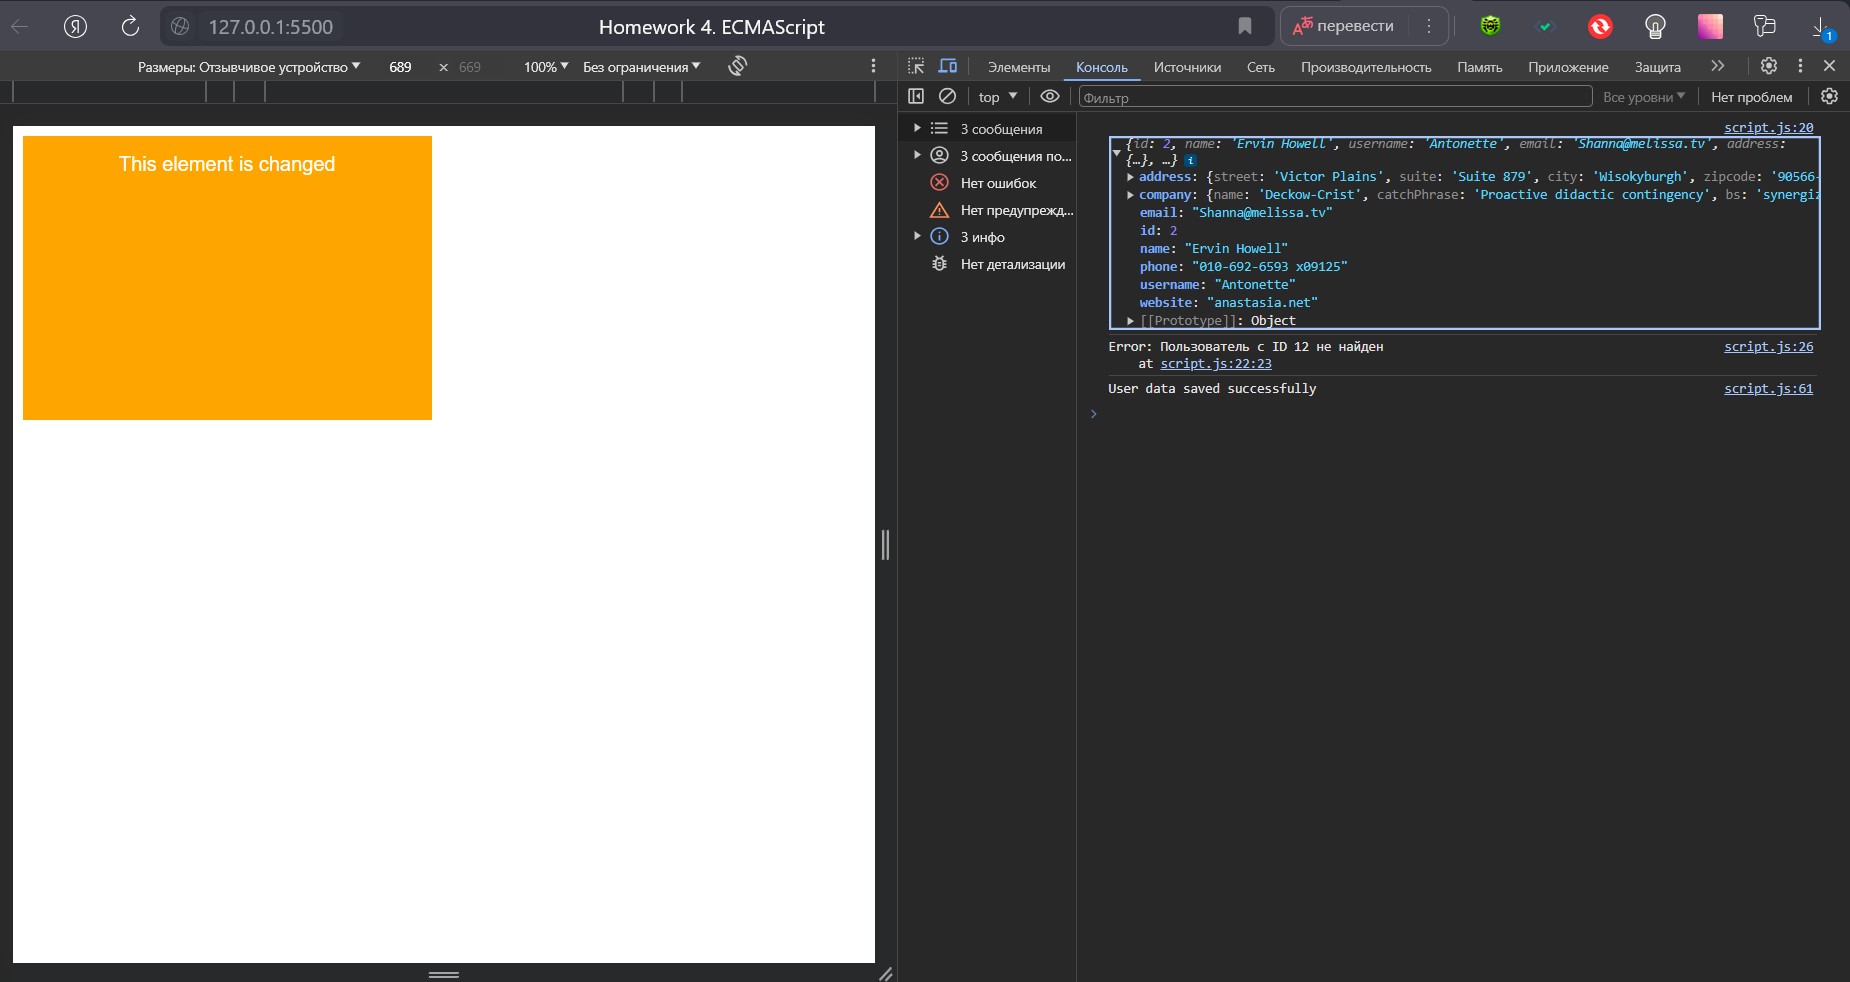 127.0.0.1:5500
Homework 4. ECMAScript
перевести
1
Размеры: Отзывчивое устройство
689 × 669
100%
Без ограничения
Элементы
Консоль
Источники
Сеть
Производительность
Память
Приложение
Защита
top
Фильтр
Все уровни
Нет проблем
This element is changed
3 сообщения
3 сообщения по...
Нет ошибок
Нет предупрежд...
3 инфо
Нет детализации
script.js:20
{id: 2, name: 'Ervin Howell', username: 'Antonette', email: 'Shanna@melissa.tv', address:
{…}, …}
address: {street: 'Victor Plains', suite: 'Suite 879', city: 'Wisokyburgh', zipcode: '90566-
company: {name: 'Deckow-Crist', catchPhrase: 'Proactive didactic contingency', bs: 'synergiz
email: "Shanna@melissa.tv"
id: 2
name: "Ervin Howell"
phone: "010-692-6593 x09125"
username: "Antonette"
website: "anastasia.net"
[[Prototype]]: Object
Error: Пользователь с ID 12 не найден script.js:26
at script.js:22:23
User data saved successfully script.js:61